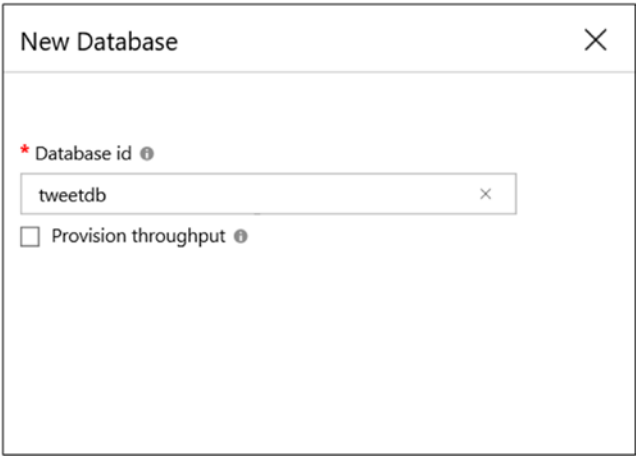 New Database
* Database id
tweetdb
Provision throughput